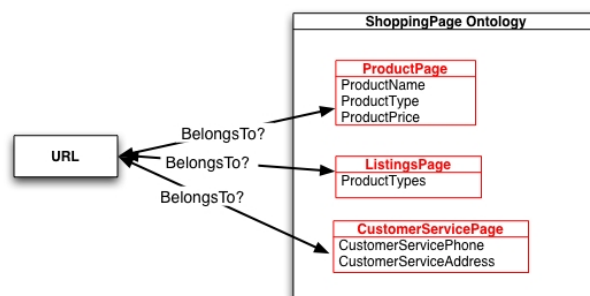 ShoppingPage Ontology
ProductPage
ProductName
ProductType
ProductPrice
BelongsTo?
URL
BelongsTo?
ListingsPage
ProductTypes
BelongsTo?
CustomerServicePage
CustomerServicePhone
CustomerServiceAddress